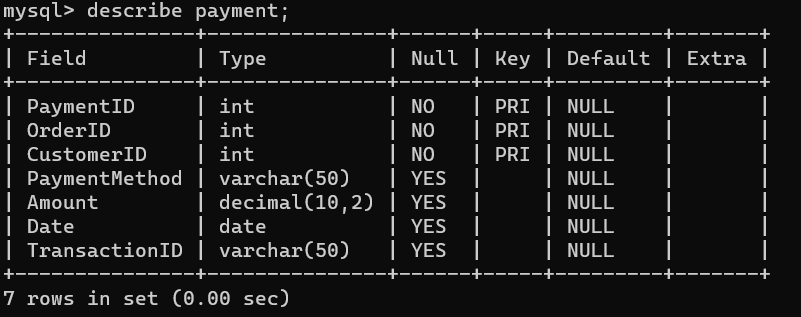 mysql> describe payment;
+---------------+---------------+------+-----+---------+-------+
| Field         | Type          | Null | Key | Default | Extra |
+---------------+---------------+------+-----+---------+-------+
| PaymentID     | int           | NO   | PRI | NULL    |       |
| OrderID       | int           | NO   | PRI | NULL    |       |
| CustomerID    | int           | NO   | PRI | NULL    |       |
| PaymentMethod | varchar(50)   | YES  |     | NULL    |       |
| Amount        | decimal(10,2) | YES  |     | NULL    |       |
| Date          | date          | YES  |     | NULL    |       |
| TransactionID | varchar(50)   | YES  |     | NULL    |       |
+---------------+---------------+------+-----+---------+-------+
7 rows in set (0.00 sec)